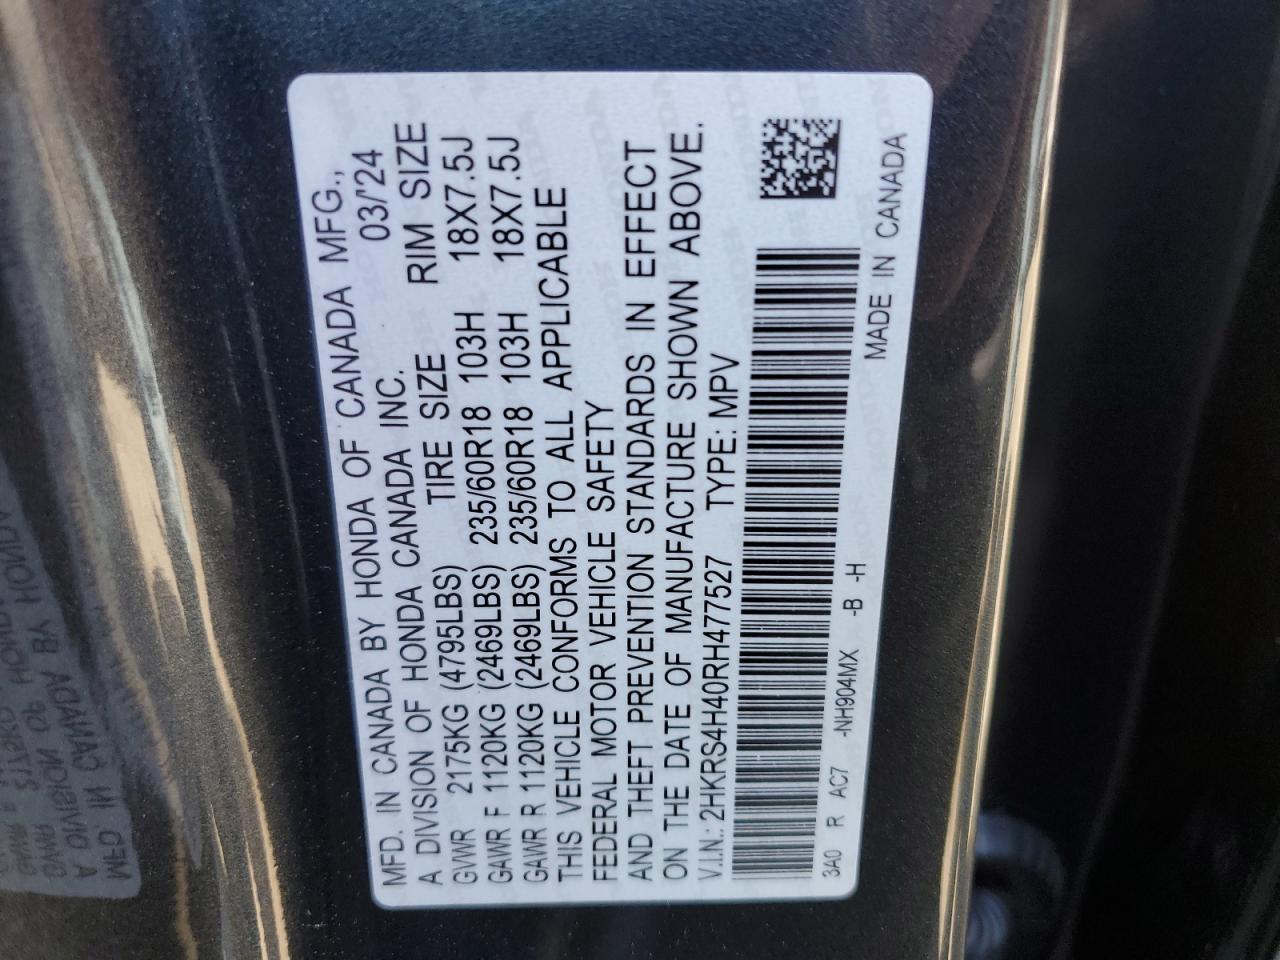 MFD. IN CANADA BY HONDA OF CANADA MFG.,
A DIVISION OF HONDA CANADA INC. 03/'24
TIRE SIZE RIM SIZE
GVWR 2175KG (4795LBS)
GAWR F 1120KG (2469LBS) 235/60R18 103H 18X7.5J
GAWR R 1120KG (2469LBS) 235/60R18 103H 18X7.5J
THIS VEHICLE CONFORMS TO ALL APPLICABLE
FEDERAL MOTOR VEHICLE SAFETY
AND THEFT PREVENTION STANDARDS IN EFFECT
ON THE DATE OF MANUFACTURE SHOWN ABOVE.
V.I.N.: 2HKRS4H40RH477527 TYPE: MPV
3A0 R AC7 -NH904MX -B -H
MADE IN CANADA